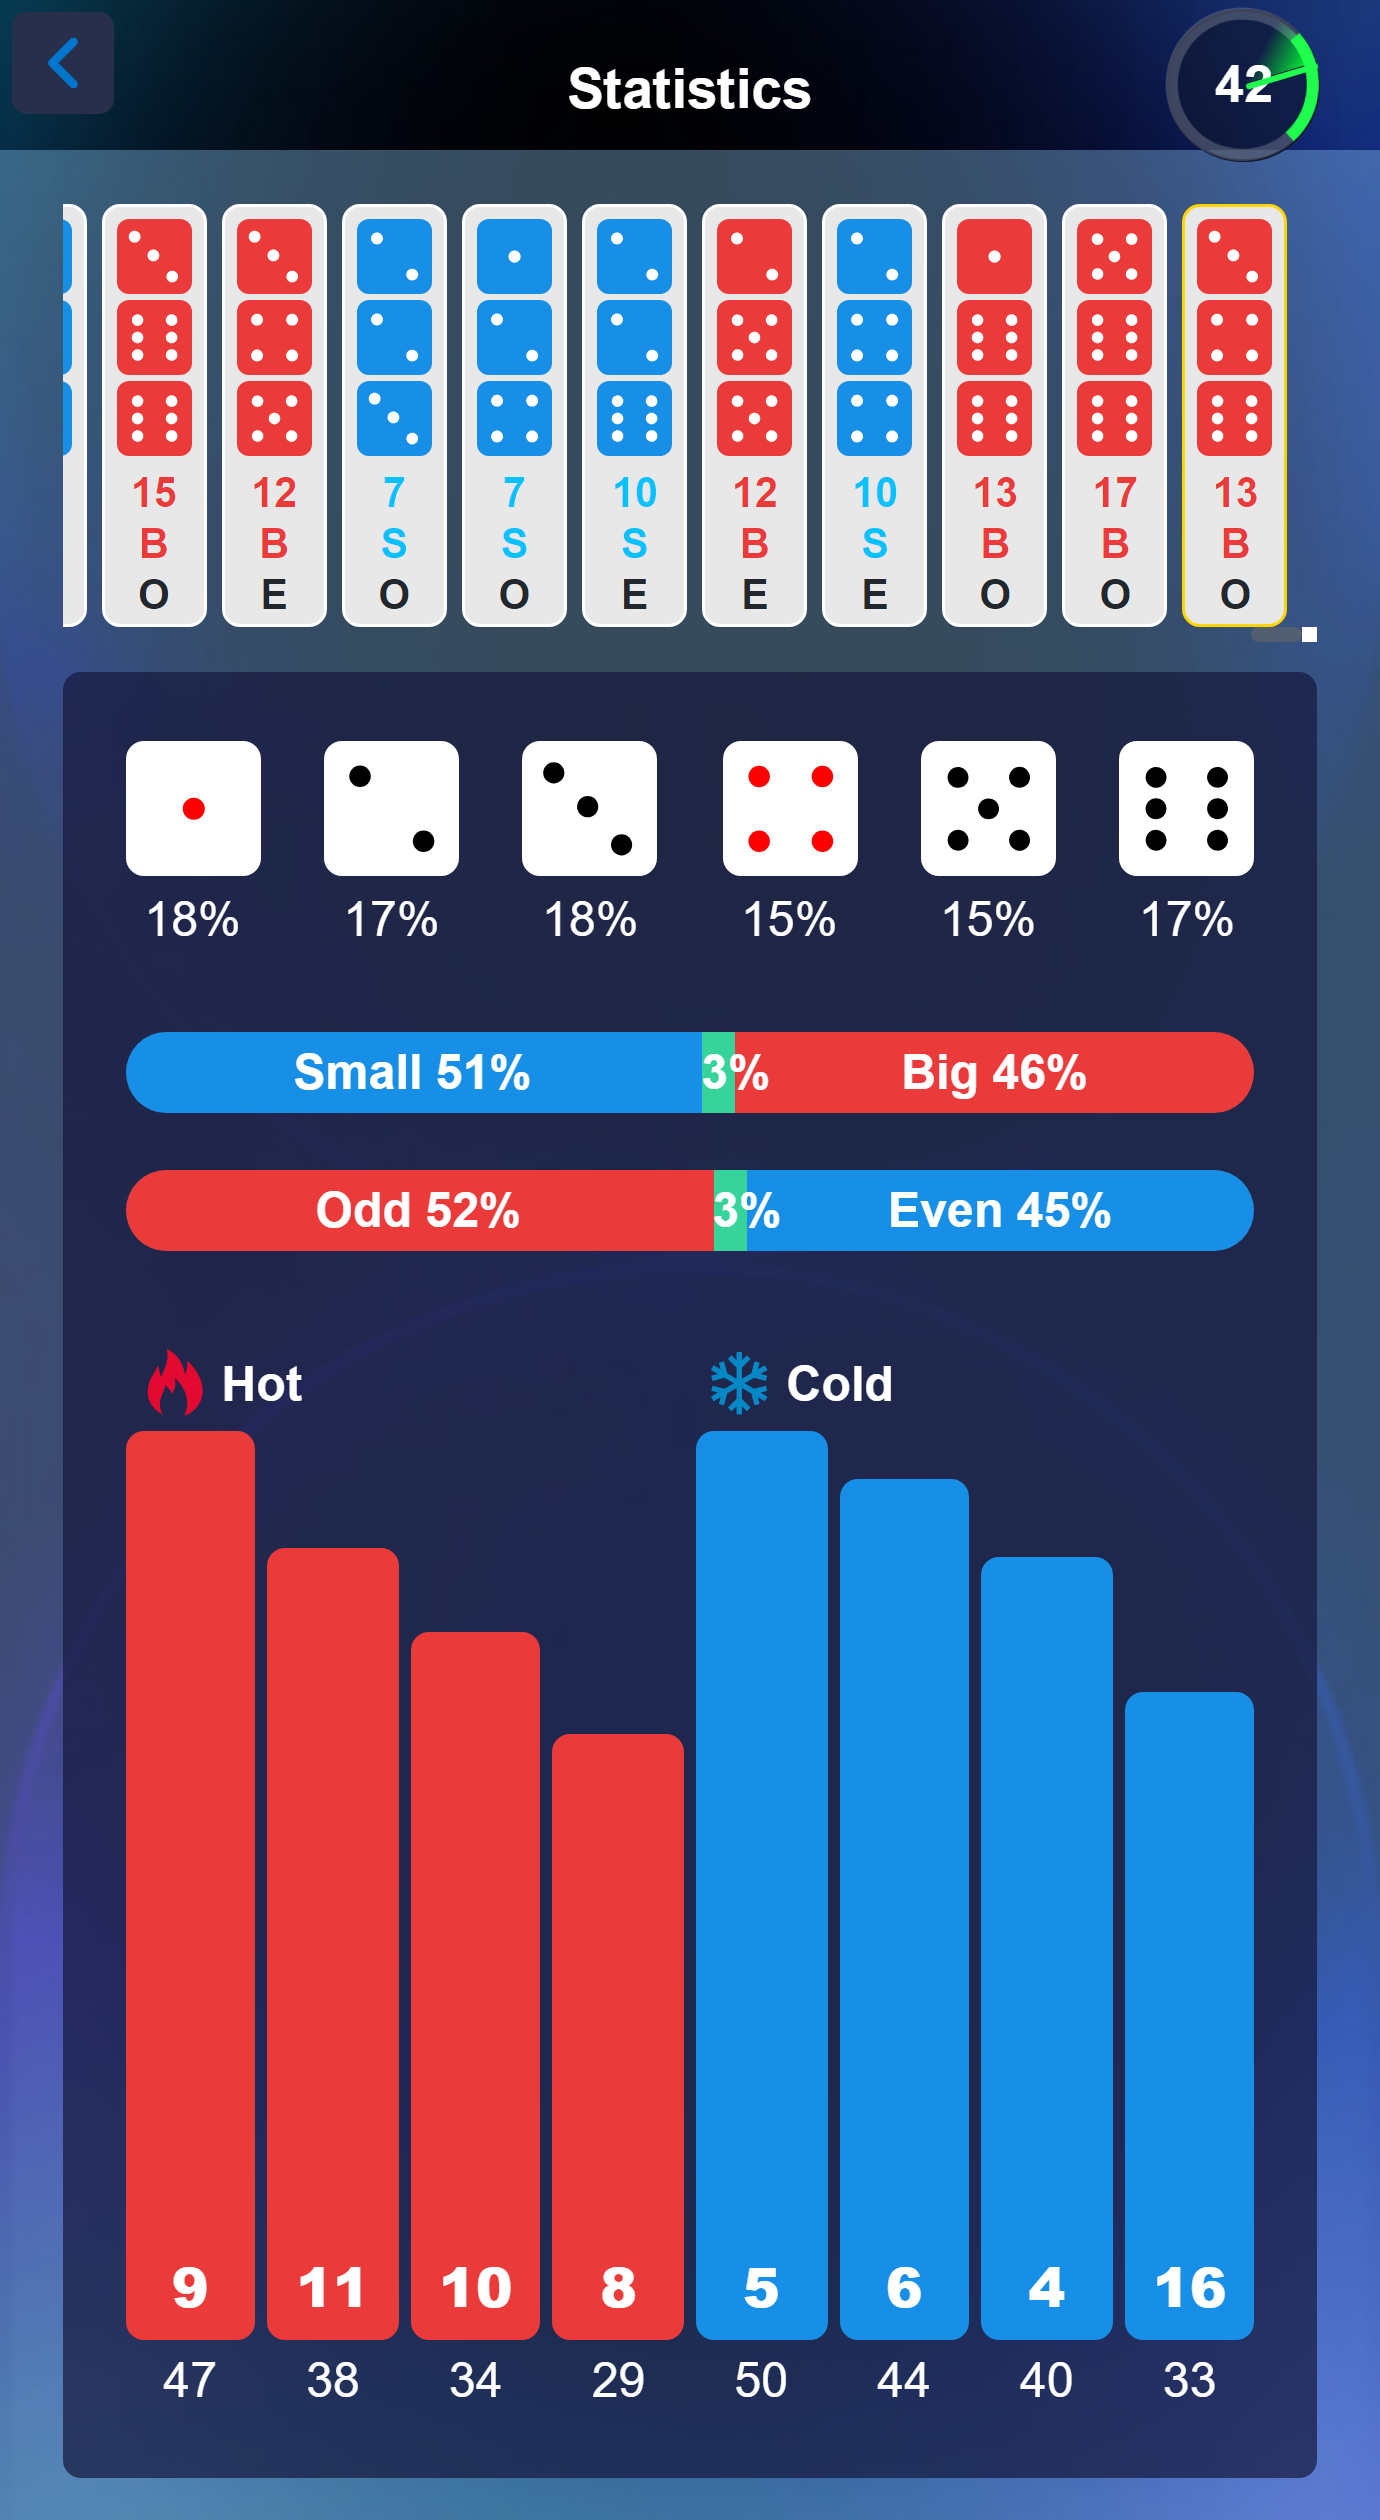 Statistics
42
15 12 7 7 10 12 10 13 17 13
B B S S S B S B B B
O E O O E E E O O O
18% 17% 18% 15% 15% 17%
Small 51% 3% Big 46%
Odd 52% 3% Even 45%
Hot Cold
9 11 10 8 5 6 4 16
47 38 34 29 50 44 40 33